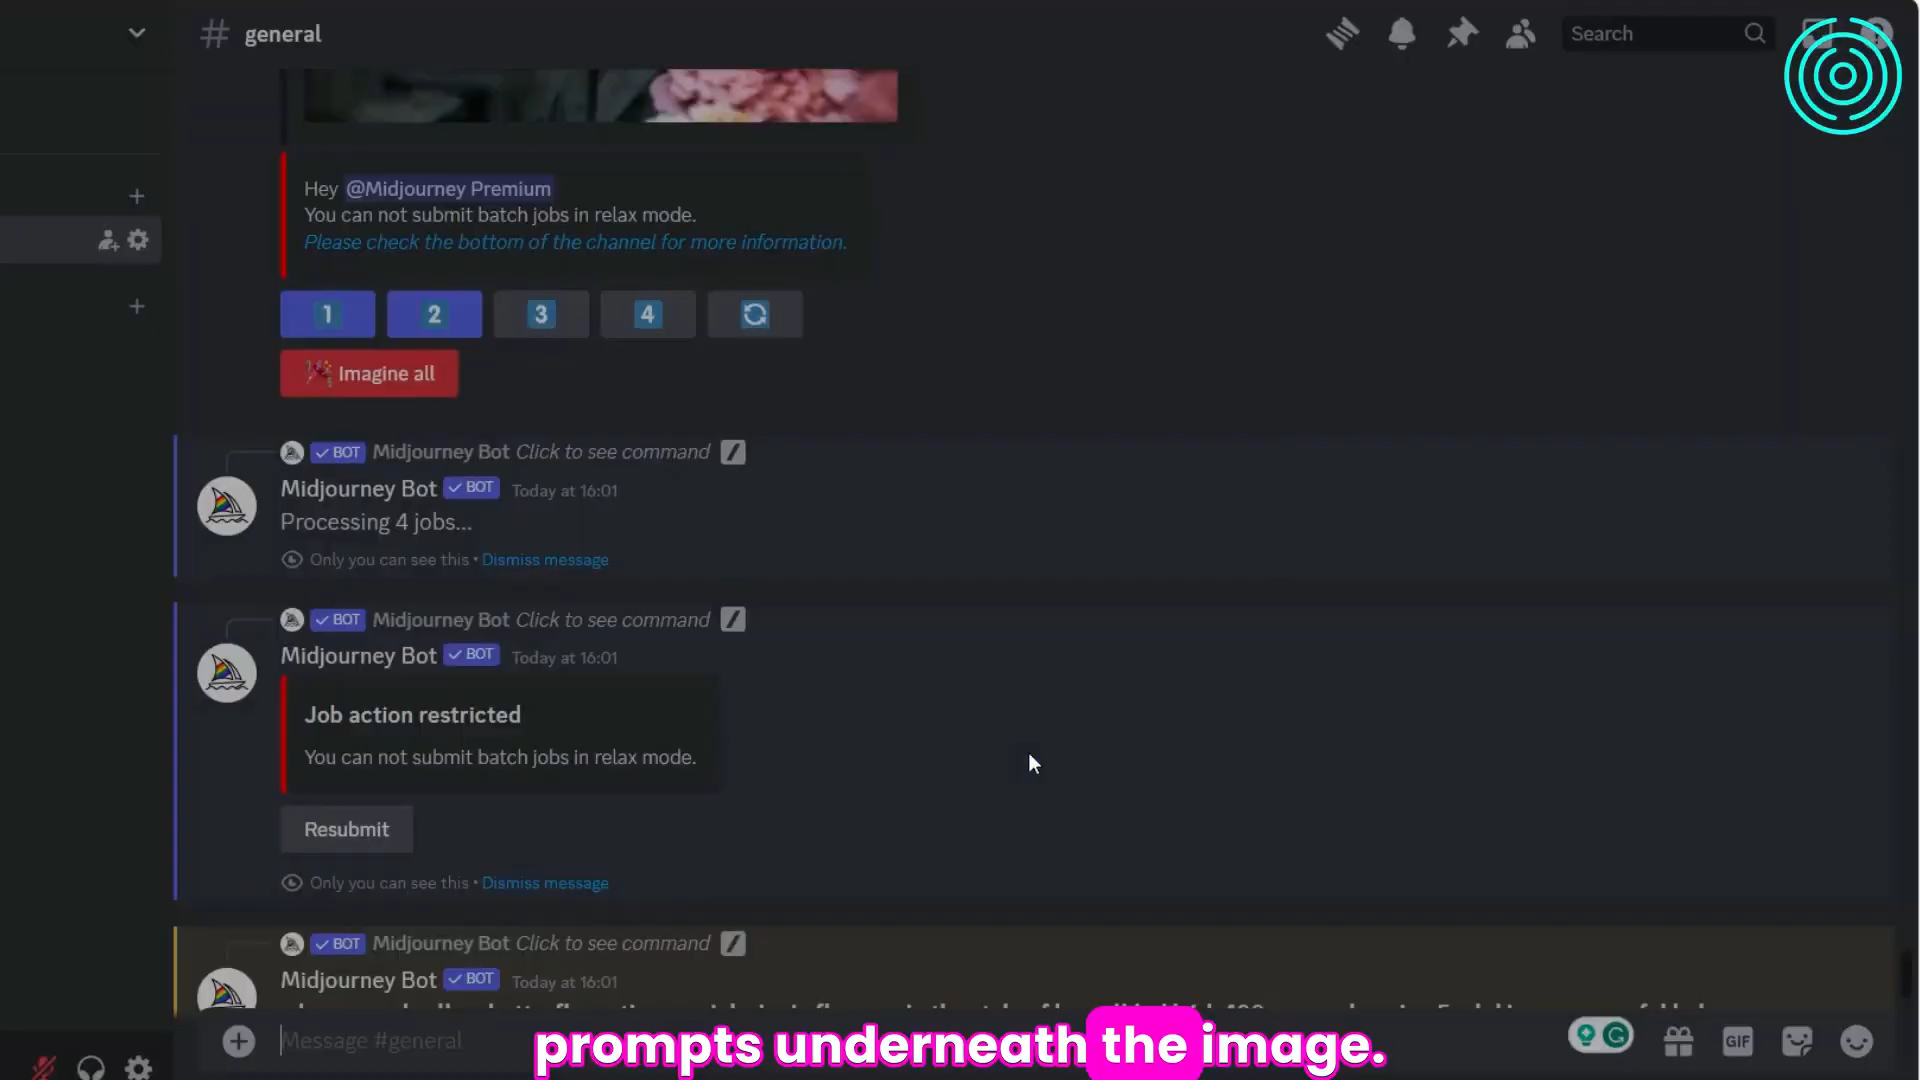 general
Search
Hey @Midjourney Premium
You can not submit batch jobs in relax mode.
Please check the bottom of the channel for more information.
1 2 3 4
Imagine all
BOT Midjourney Bot Click to see command
Midjourney Bot BOT Today at 16:01
Processing 4 jobs...
Only you can see this • Dismiss message
BOT Midjourney Bot Click to see command
Midjourney Bot BOT Today at 16:01
Job action restricted
You can not submit batch jobs in relax mode.
Resubmit
Only you can see this • Dismiss message
BOT Midjourney Bot Click to see command
Midjourney Bot BOT Today at 16:01
Message #general
GIF
prompts underneath the image.